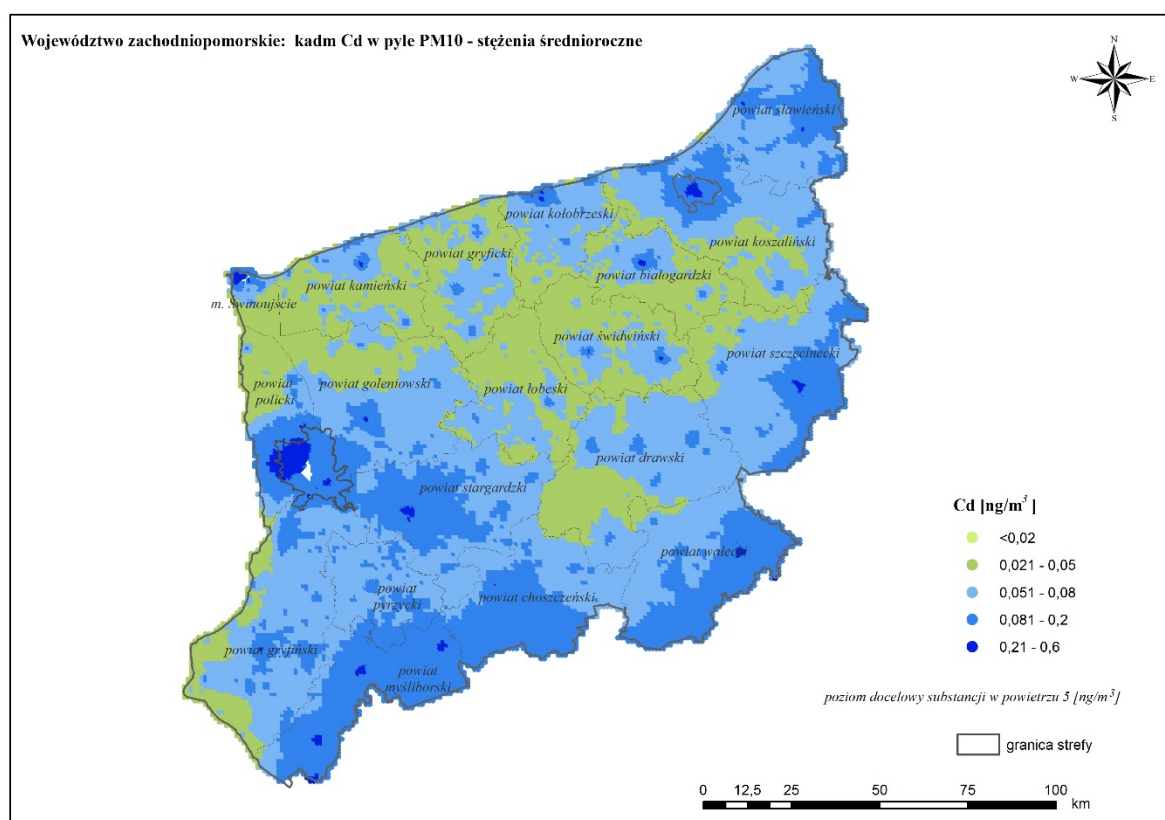 Województwo zachodniopomorskie: kadm Cd w pyle PM10 - stężenia średnioroczne
N
W E
S
powiat sławieński
powiat kołobrzeski
powiat koszaliński
powiat gryficki
powiat białogardzki
powiat kamieński
m. Świnoujście
powiat świdwiński
powiat szczecinecki
powiat
policki
powiat goleniowski
powiat łobeski
powiat drawski
powiat stargardzki
powiat wałecki
powiat choszczeński
powiat
pyrzycki
powiat gryfiński
powiat
myśliborski
Cd [ng/m³]
<0,02
0,021 - 0,05
0,051 - 0,08
0,081 - 0,2
0,21 - 0,6
poziom docelowy substancji w powietrzu 5 [ng/m³]
granica strefy
0 12,5 25 50 75 100
km